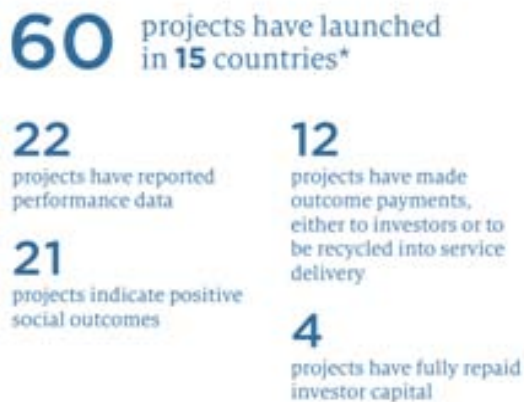 60 projects have launched
in 15 countries*
22
projects have reported
performance data
21
projects indicate positive
social outcomes
12
projects have made
outcome payments,
either to investors or to
be recycled into service
delivery
4
projects have fully repaid
investor capital